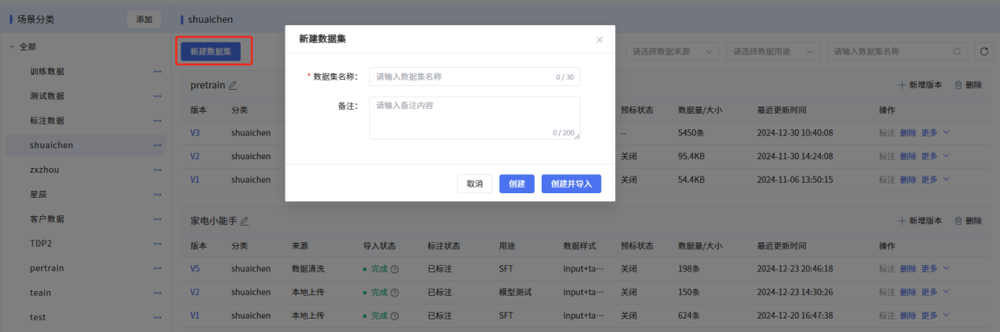 场景分类
添加
shuaichen
全部
训练数据
测试数据
标注数据
shuaichen
zxzhou
星辰
客户数据
TDP2
pertrain
teain
test
新建数据集
请选择数据来源
请选择数据用途
请输入数据集名称
新建数据集
* 数据集名称:
请输入数据集名称
0 / 30
备注:
请输入备注内容
0 / 200
取消
创建
创建并导入
pretrain
新增版本
删除
版本 分类 预标状态 数据量/大小 最近更新时间 操作
V3 shuaichen -- 5450条 2024-12-30 10:40:08 标注 删除 更多
V2 shuaichen 关闭 95.4KB 2024-11-30 14:24:08 标注 删除 更多
V1 shuaichen 关闭 54.4KB 2024-11-06 13:50:15 标注 删除 更多
家电小能手
新增版本
删除
版本 分类 来源 导入状态 标注状态 用途 数据样式 预标状态 数据量/大小 最近更新时间 操作
V5 shuaichen 数据清洗 完成 已标注 SFT input+ta··· 关闭 198条 2024-12-23 20:46:18 标注 删除 更多
V2 shuaichen 本地上传 完成 已标注 模型测试 input+ta··· 关闭 150条 2024-12-23 14:30:26 标注 删除 更多
V1 shuaichen 本地上传 完成 已标注 SFT input+ta··· 关闭 624条 2024-12-20 16:47:38 标注 删除 更多